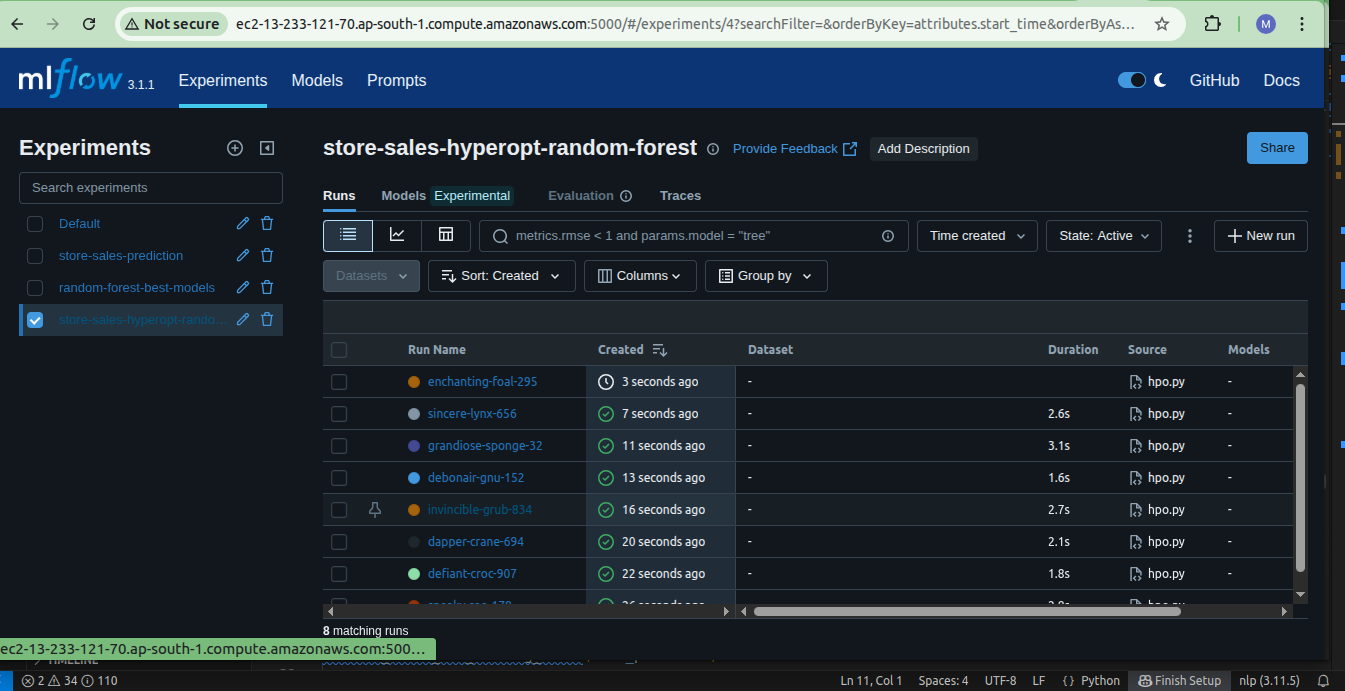 Not secure ec2-13-233-121-70.ap-south-1.compute.amazonaws.com:5000/#/experiments/4?searchFilter=&orderByKey=attributes.start_time&orderByAs... M
mlflow 3.1.1 Experiments Models Prompts GitHub Docs
Experiments
Search experiments
Default
store-sales-prediction
random-forest-best-models
store-sales-hyperopt-rando...
store-sales-hyperopt-random-forest Provide Feedback Add Description Share
Runs Models Experimental Evaluation Traces
metrics.rmse < 1 and params.model = "tree" Time created State: Active New run
Datasets Sort: Created Columns Group by
Run Name Created Dataset Duration Source Models
enchanting-foal-295 3 seconds ago - hpo.py -
sincere-lynx-656 7 seconds ago - 2.6s hpo.py -
grandiose-sponge-32 11 seconds ago - 3.1s hpo.py -
debonair-gnu-152 13 seconds ago - 1.6s hpo.py -
invincible-grub-834 16 seconds ago - 2.7s hpo.py -
dapper-crane-694 20 seconds ago - 2.1s hpo.py -
defiant-croc-907 22 seconds ago - 1.8s hpo.py -
8 matching runs
ec2-13-233-121-70.ap-south-1.compute.amazonaws.com:500...
TIMELINE
2 34 110 Ln 11, Col 1 Spaces: 4 UTF-8 LF { } Python Finish Setup nlp (3.11.5)